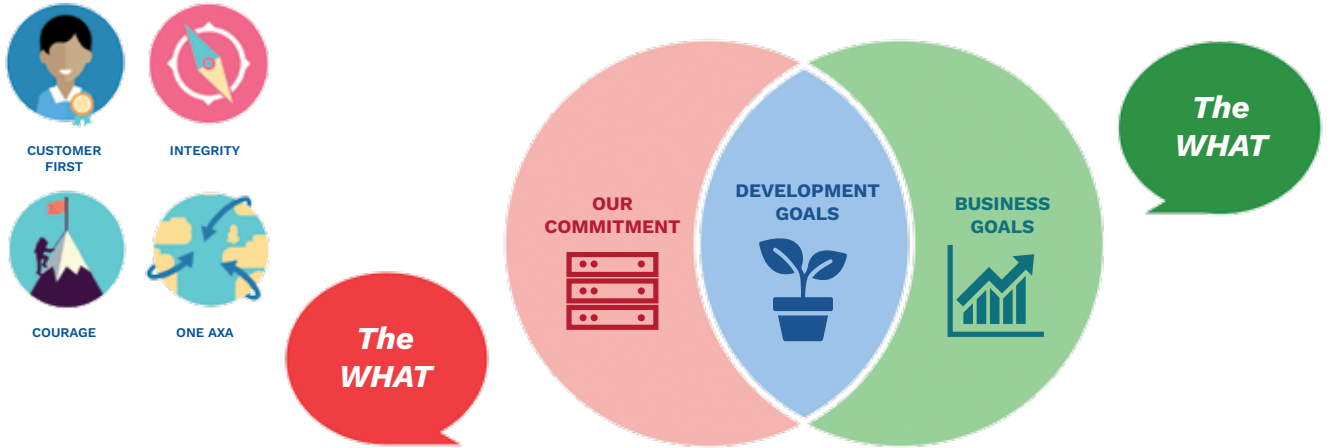 CUSTOMER
FIRST
INTEGRITY
COURAGE
ONE AXA
The
WHAT
OUR
COMMITMENT
DEVELOPMENT
GOALS
BUSINESS
GOALS
The
WHAT